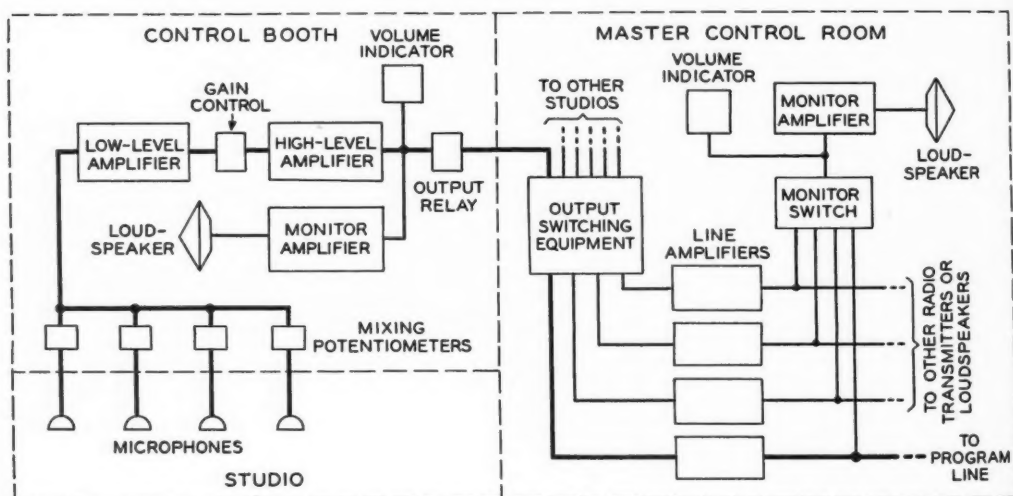 CONTROL BOOTH
VOLUME
INDICATOR
GAIN
CONTROL
LOW-LEVEL
AMPLIFIER
HIGH-LEVEL
AMPLIFIER
OUTPUT
RELAY
LOUD-
SPEAKER
MONITOR
AMPLIFIER
MIXING
POTENTIOMETERS
MICROPHONES
STUDIO
MASTER CONTROL ROOM
TO OTHER
STUDIOS
VOLUME
INDICATOR
MONITOR
AMPLIFIER
LOUD-
SPEAKER
MONITOR
SWITCH
OUTPUT
SWITCHING
EQUIPMENT
LINE
AMPLIFIERS
TO OTHER RADIO
TRANSMITTERS OR
LOUDSPEAKERS
TO
PROGRAM
LINE